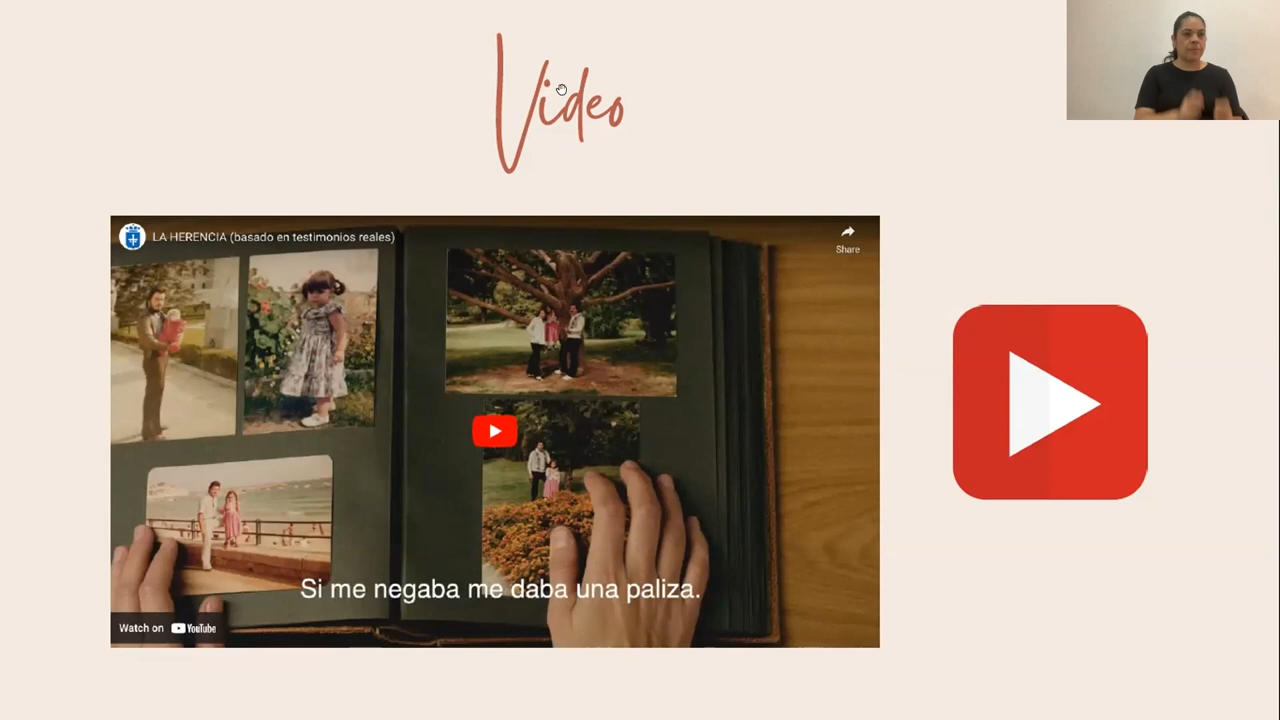 Video
LA HERENCIA (basado en testimonios reales)
Share
Si me negaba me daba una paliza.
Watch on YouTube